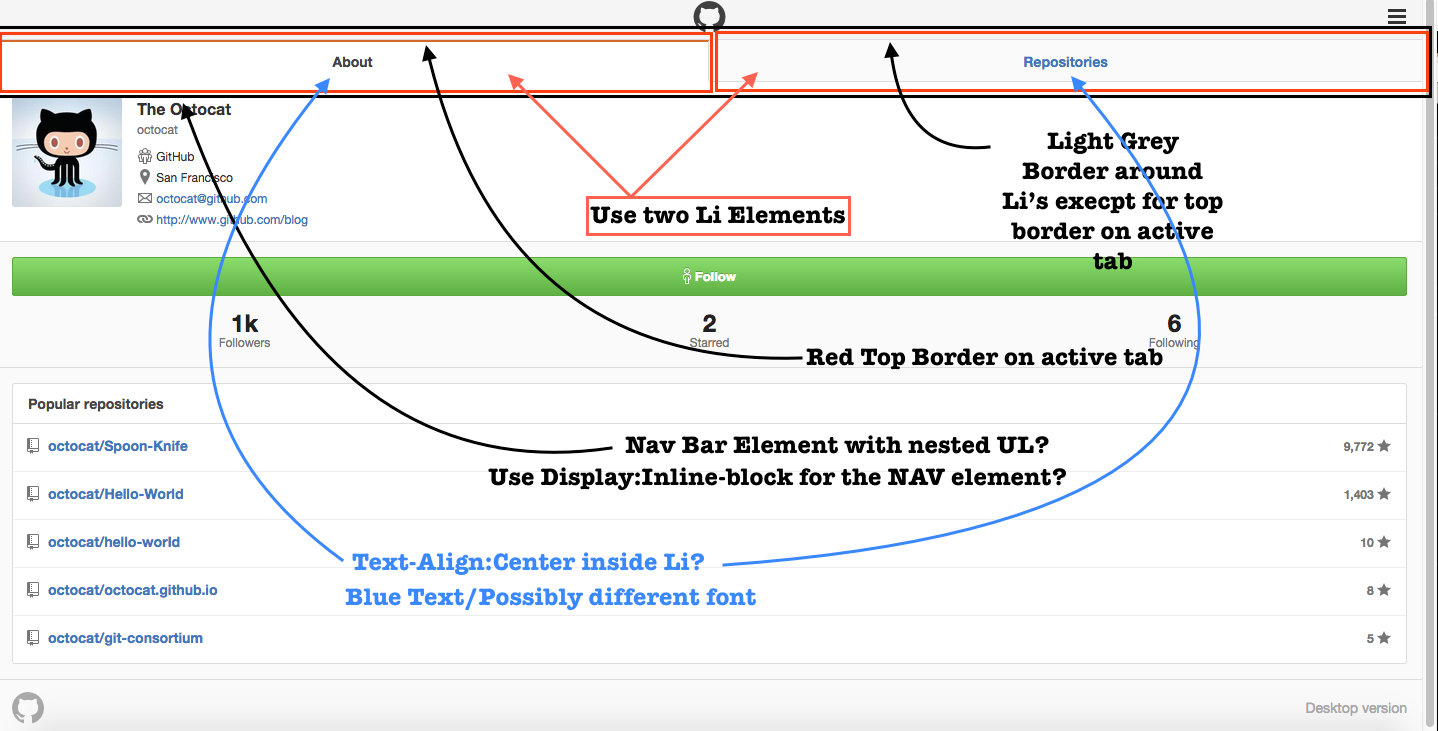 About
Repositories
The Octocat
octocat
GitHub
San Francisco
octocat@github.com
http://www.github.com/blog
Light Grey
Border around
Li's execpt for top
border on active
tab
Use two Li Elements
Follow
1k
Followers
2
Starred
6
Following
Red Top Border on active tab
Popular repositories
Nav Bar Element with nested UL?
Use Display:Inline-block for the NAV element?
octocat/Spoon-Knife 9,772
octocat/Hello-World 1,403
octocat/hello-world 10
Text-Align:Center inside Li?
Blue Text/Possibly different font
octocat/octocat.github.io 8
octocat/git-consortium 5
Desktop version